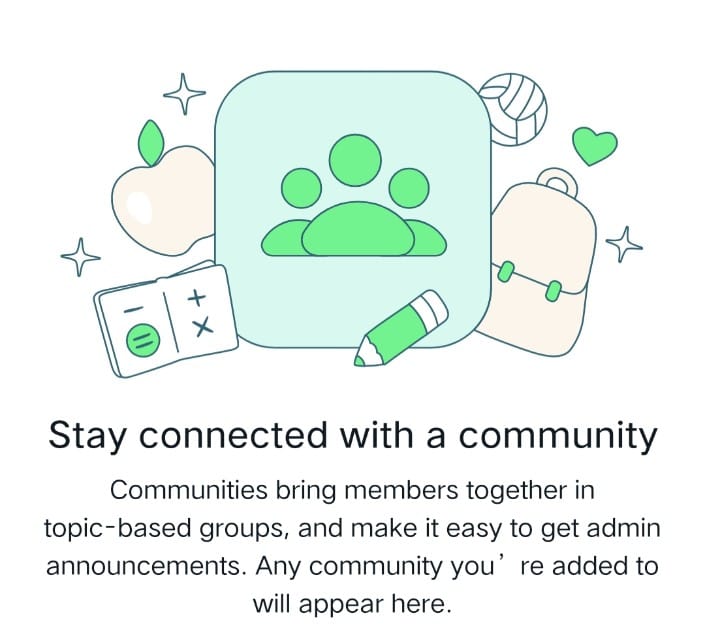 Stay connected with a community
Communities bring members together in
topic-based groups, and make it easy to get admin
announcements. Any community you’ re added to
will appear here.